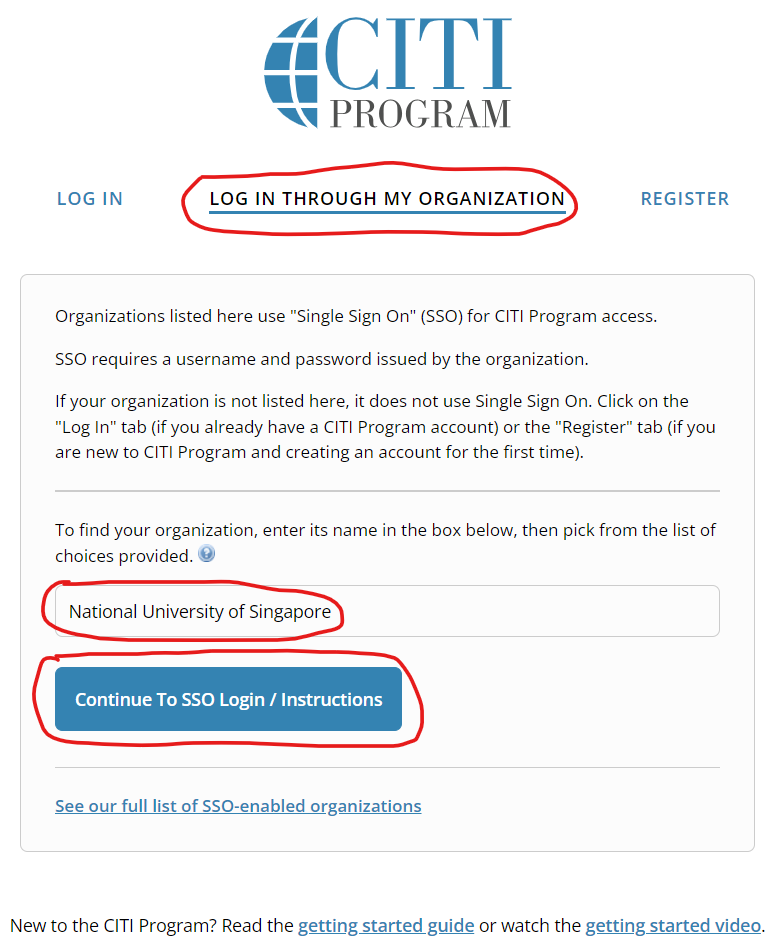 CITI
PROGRAM
LOG IN
LOG IN THROUGH MY ORGANIZATION
REGISTER
Organizations listed here use "Single Sign On" (SSO) for CITI Program access.
SSO requires a username and password issued by the organization.
If your organization is not listed here, it does not use Single Sign On. Click on the
"Log In" tab (if you already have a CITI Program account) or the "Register" tab (if you
are new to CITI Program and creating an account for the first time).
To find your organization, enter its name in the box below, then pick from the list of
choices provided. ?
National University of Singapore
Continue To SSO Login / Instructions
See our full list of SSO-enabled organizations
New to the CITI Program? Read the getting started guide or watch the getting started video.